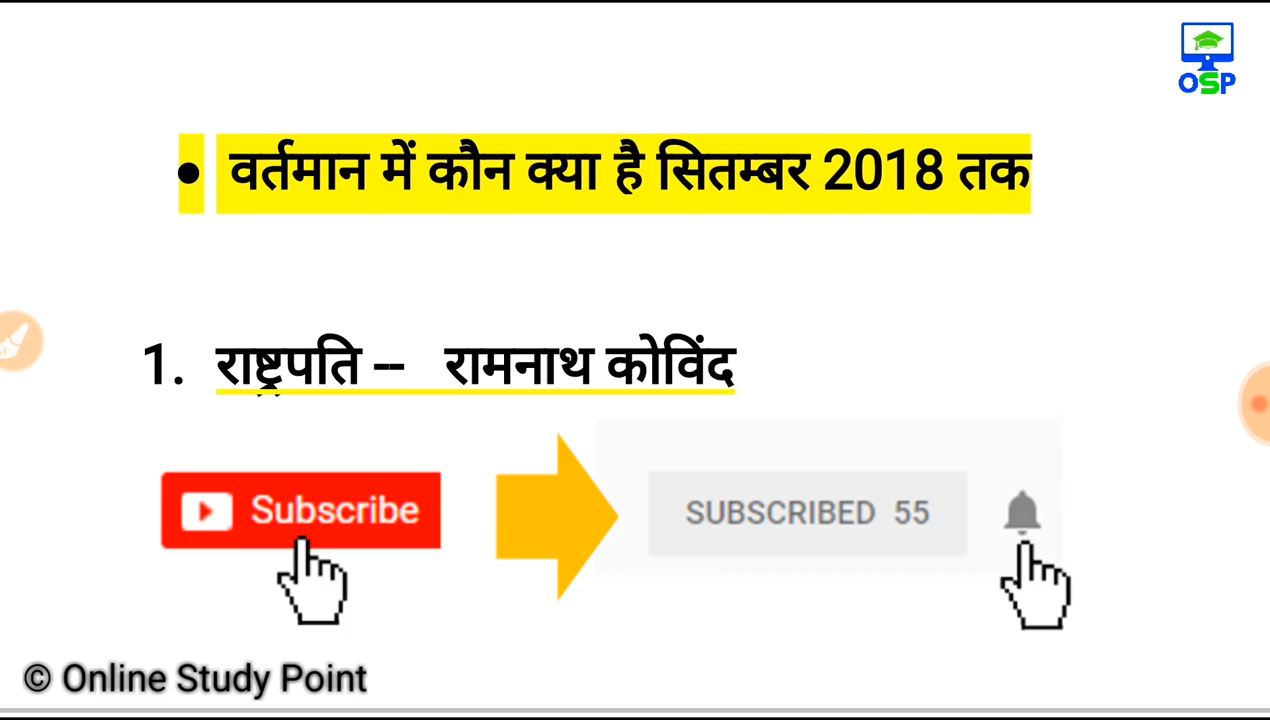 OSP
• वर्तमान में कौन क्या है सितम्बर 2018 तक
1. राष्ट्रपति -- रामनाथ कोविंद
Subscribe
SUBSCRIBED 55
© Online Study Point